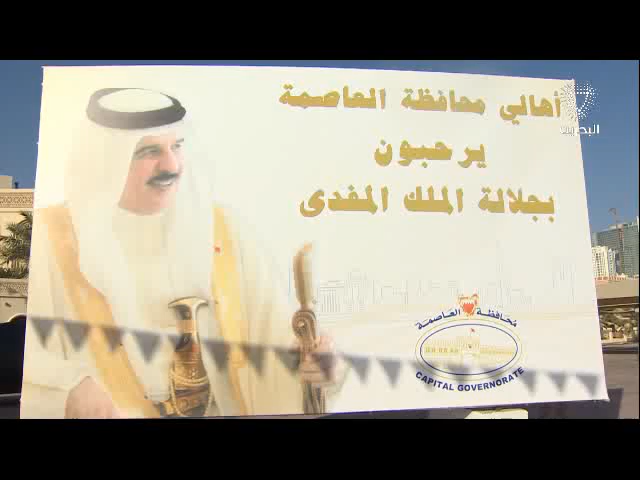 أهالي محافظة العاصمة
يرحبون
بجلالة الملك المفدى
البحرين
محافظة العاصمة
CAPITAL GOVERNORATE